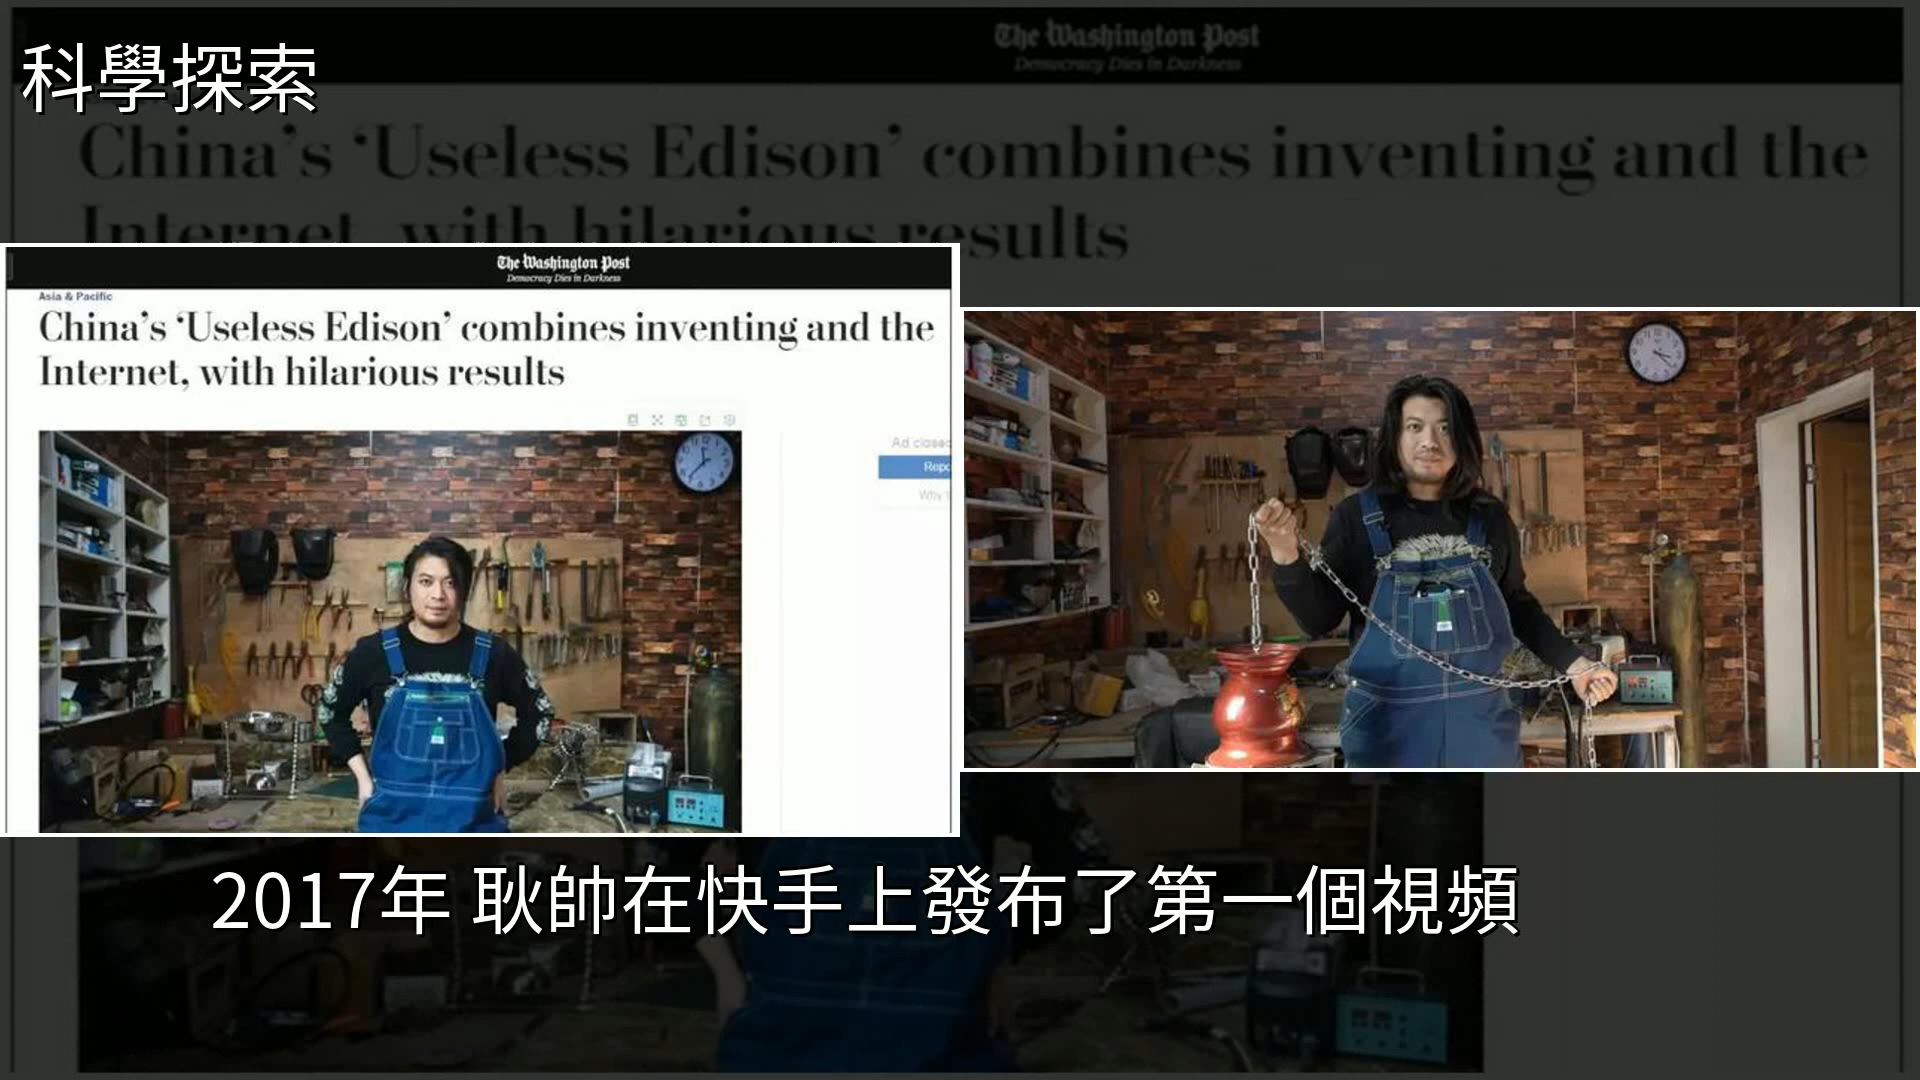 科學探索
The Washington Post
Democracy Dies in Darkness
China's ‘Useless Edison’ combines inventing and the
Internet, with hilarious results
The Washington Post
Democracy Dies in Darkness
Asia & Pacific
China's ‘Useless Edison’ combines inventing and the
Internet, with hilarious results
Ad closed
2017年 耿帥在快手上發布了第一個視頻